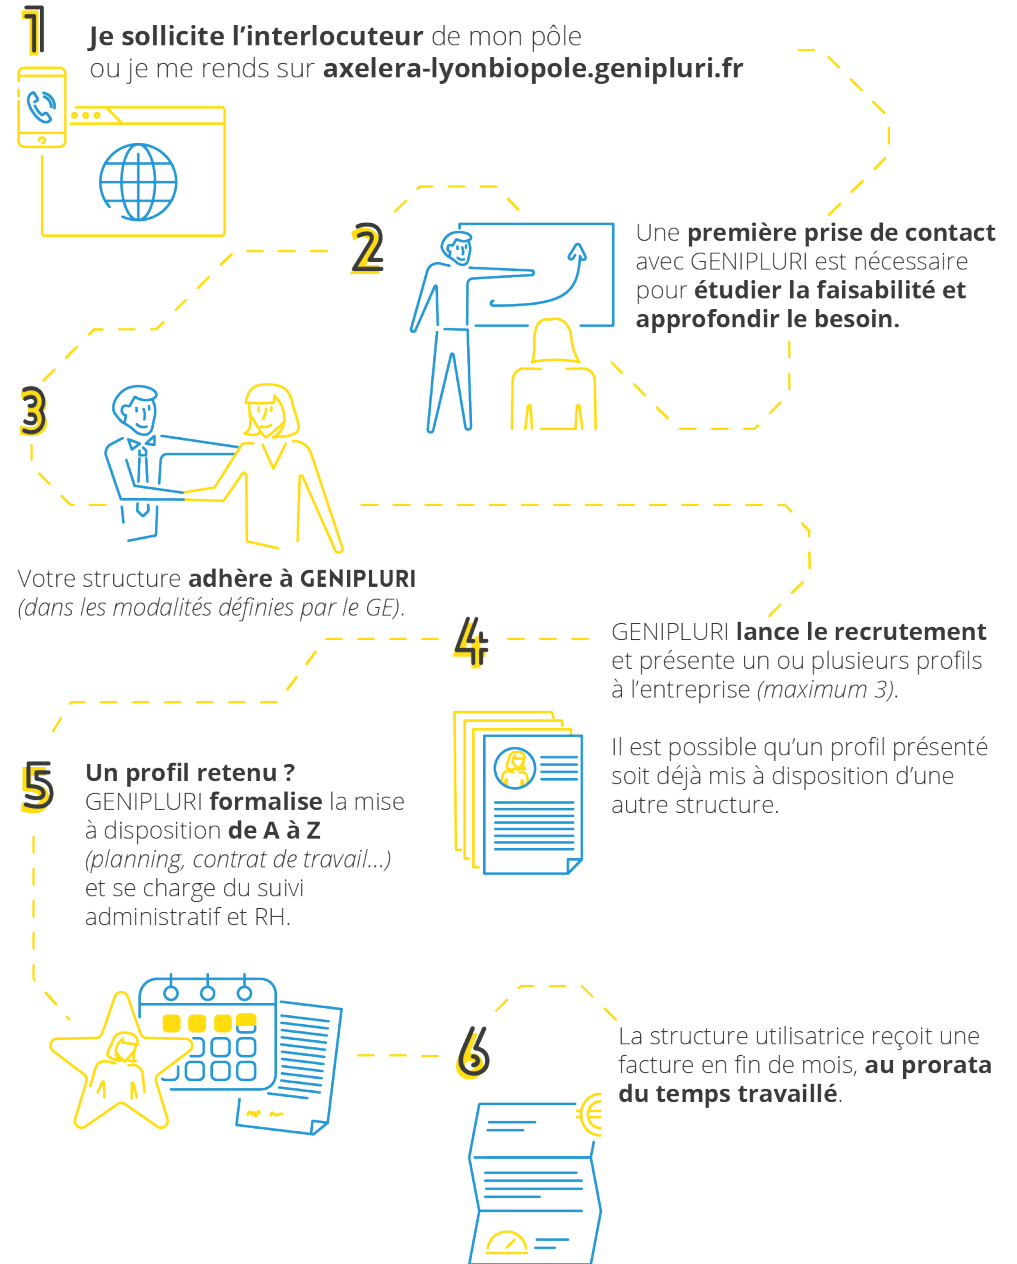 1
Je sollicite l’interlocuteur de mon pôle
ou je me rends sur axelera-lyonbiopole.genipluri.fr
2
Une première prise de contact
avec GENIPLURI est nécessaire
pour étudier la faisabilité et
approfondir le besoin.
3
Votre structure adhère à GENIPLURI
(dans les modalités définies par le GE).
4
GENIPLURI lance le recrutement
et présente un ou plusieurs profils
à l’entreprise (maximum 3).
Il est possible qu’un profil présenté
soit déjà mis à disposition d’une
autre structure.
5
Un profil retenu ?
GENIPLURI formalise la mise
à disposition de A à Z
(planning, contrat de travail...)
et se charge du suivi
administratif et RH.
6
La structure utilisatrice reçoit une
facture en fin de mois, au prorata
du temps travaillé.